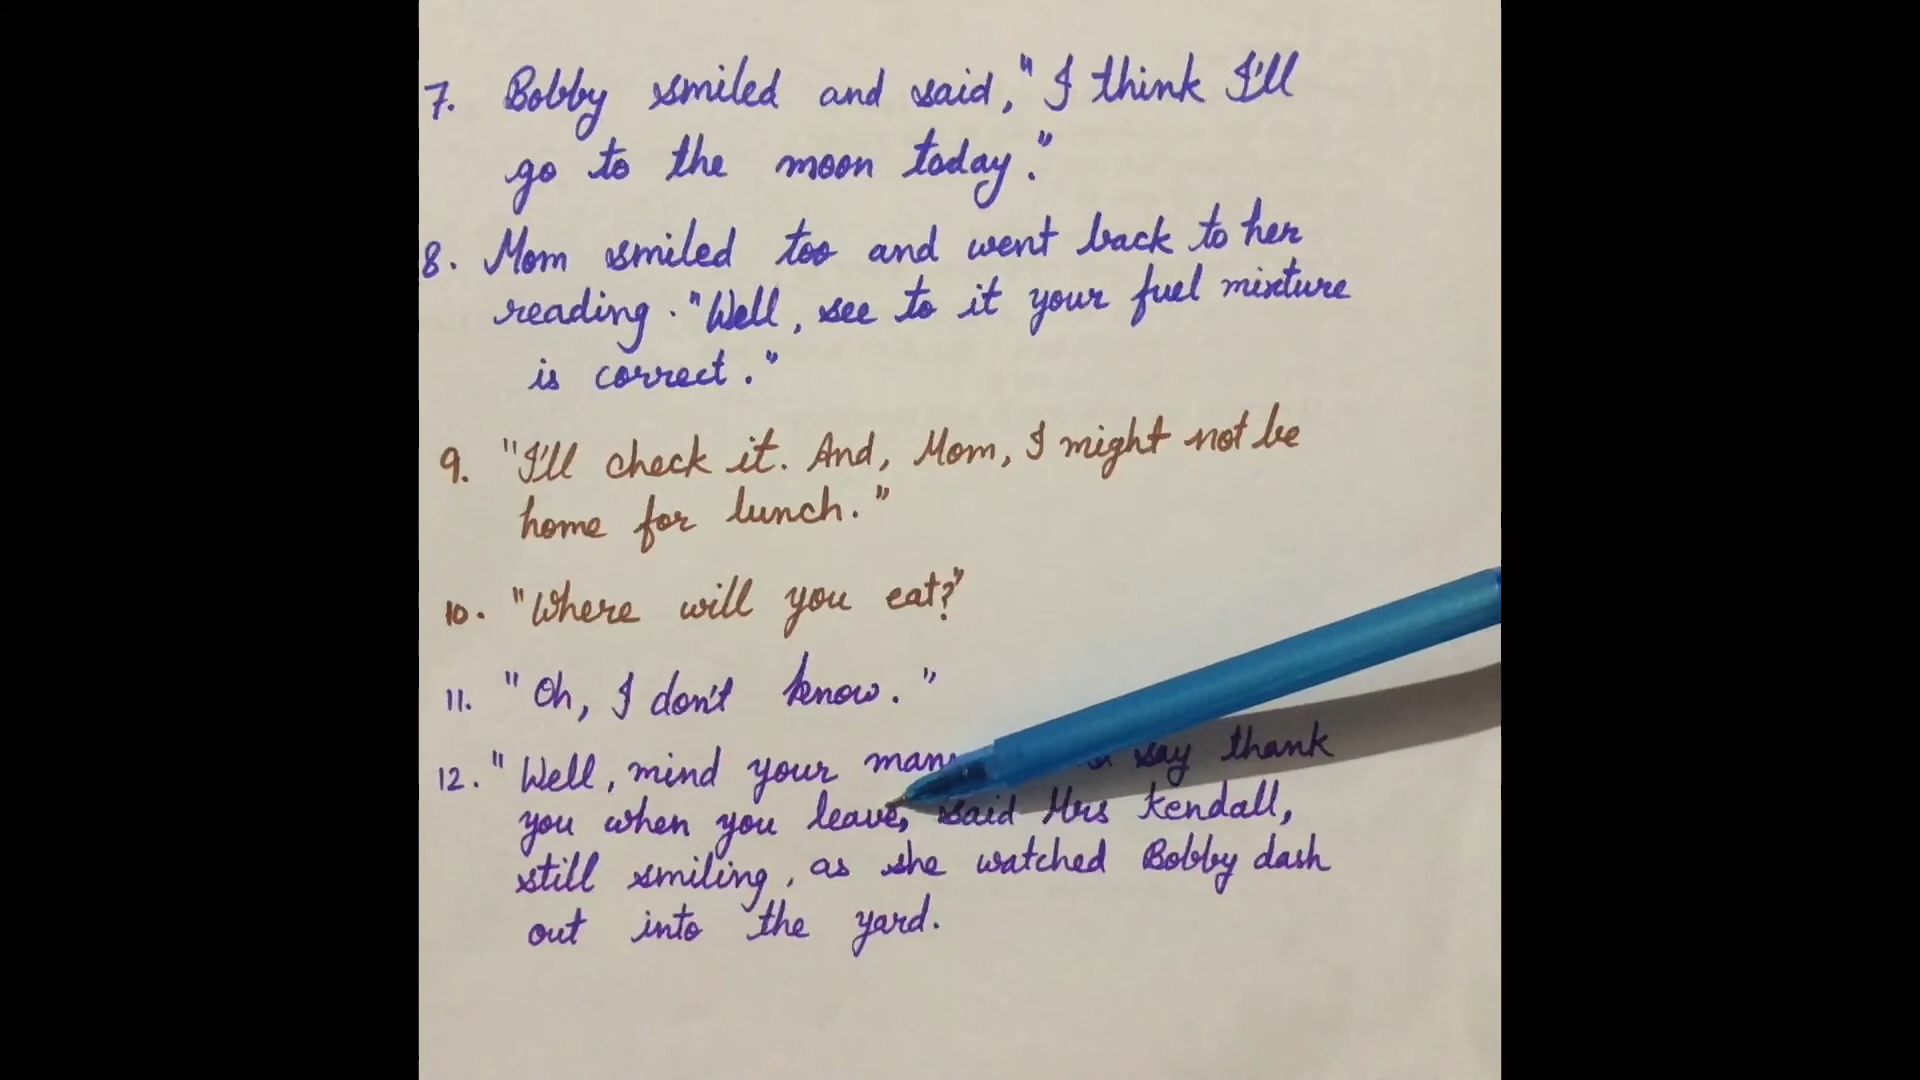 7. Bobby smiled and said, "I think I'll
go to the moon today."
8. Mom smiled too and went back to her
reading. "Well, see to it your fuel mixture
is correct."
9. "I'll check it. And, Mom, I might not be
home for lunch."
10. "Where will you eat?"
11. "Oh, I don't know."
12. "Well, mind your say thank
you when you leave, said Mrs Kendall,
still smiling, as she watched Bobby dash
out into the yard.